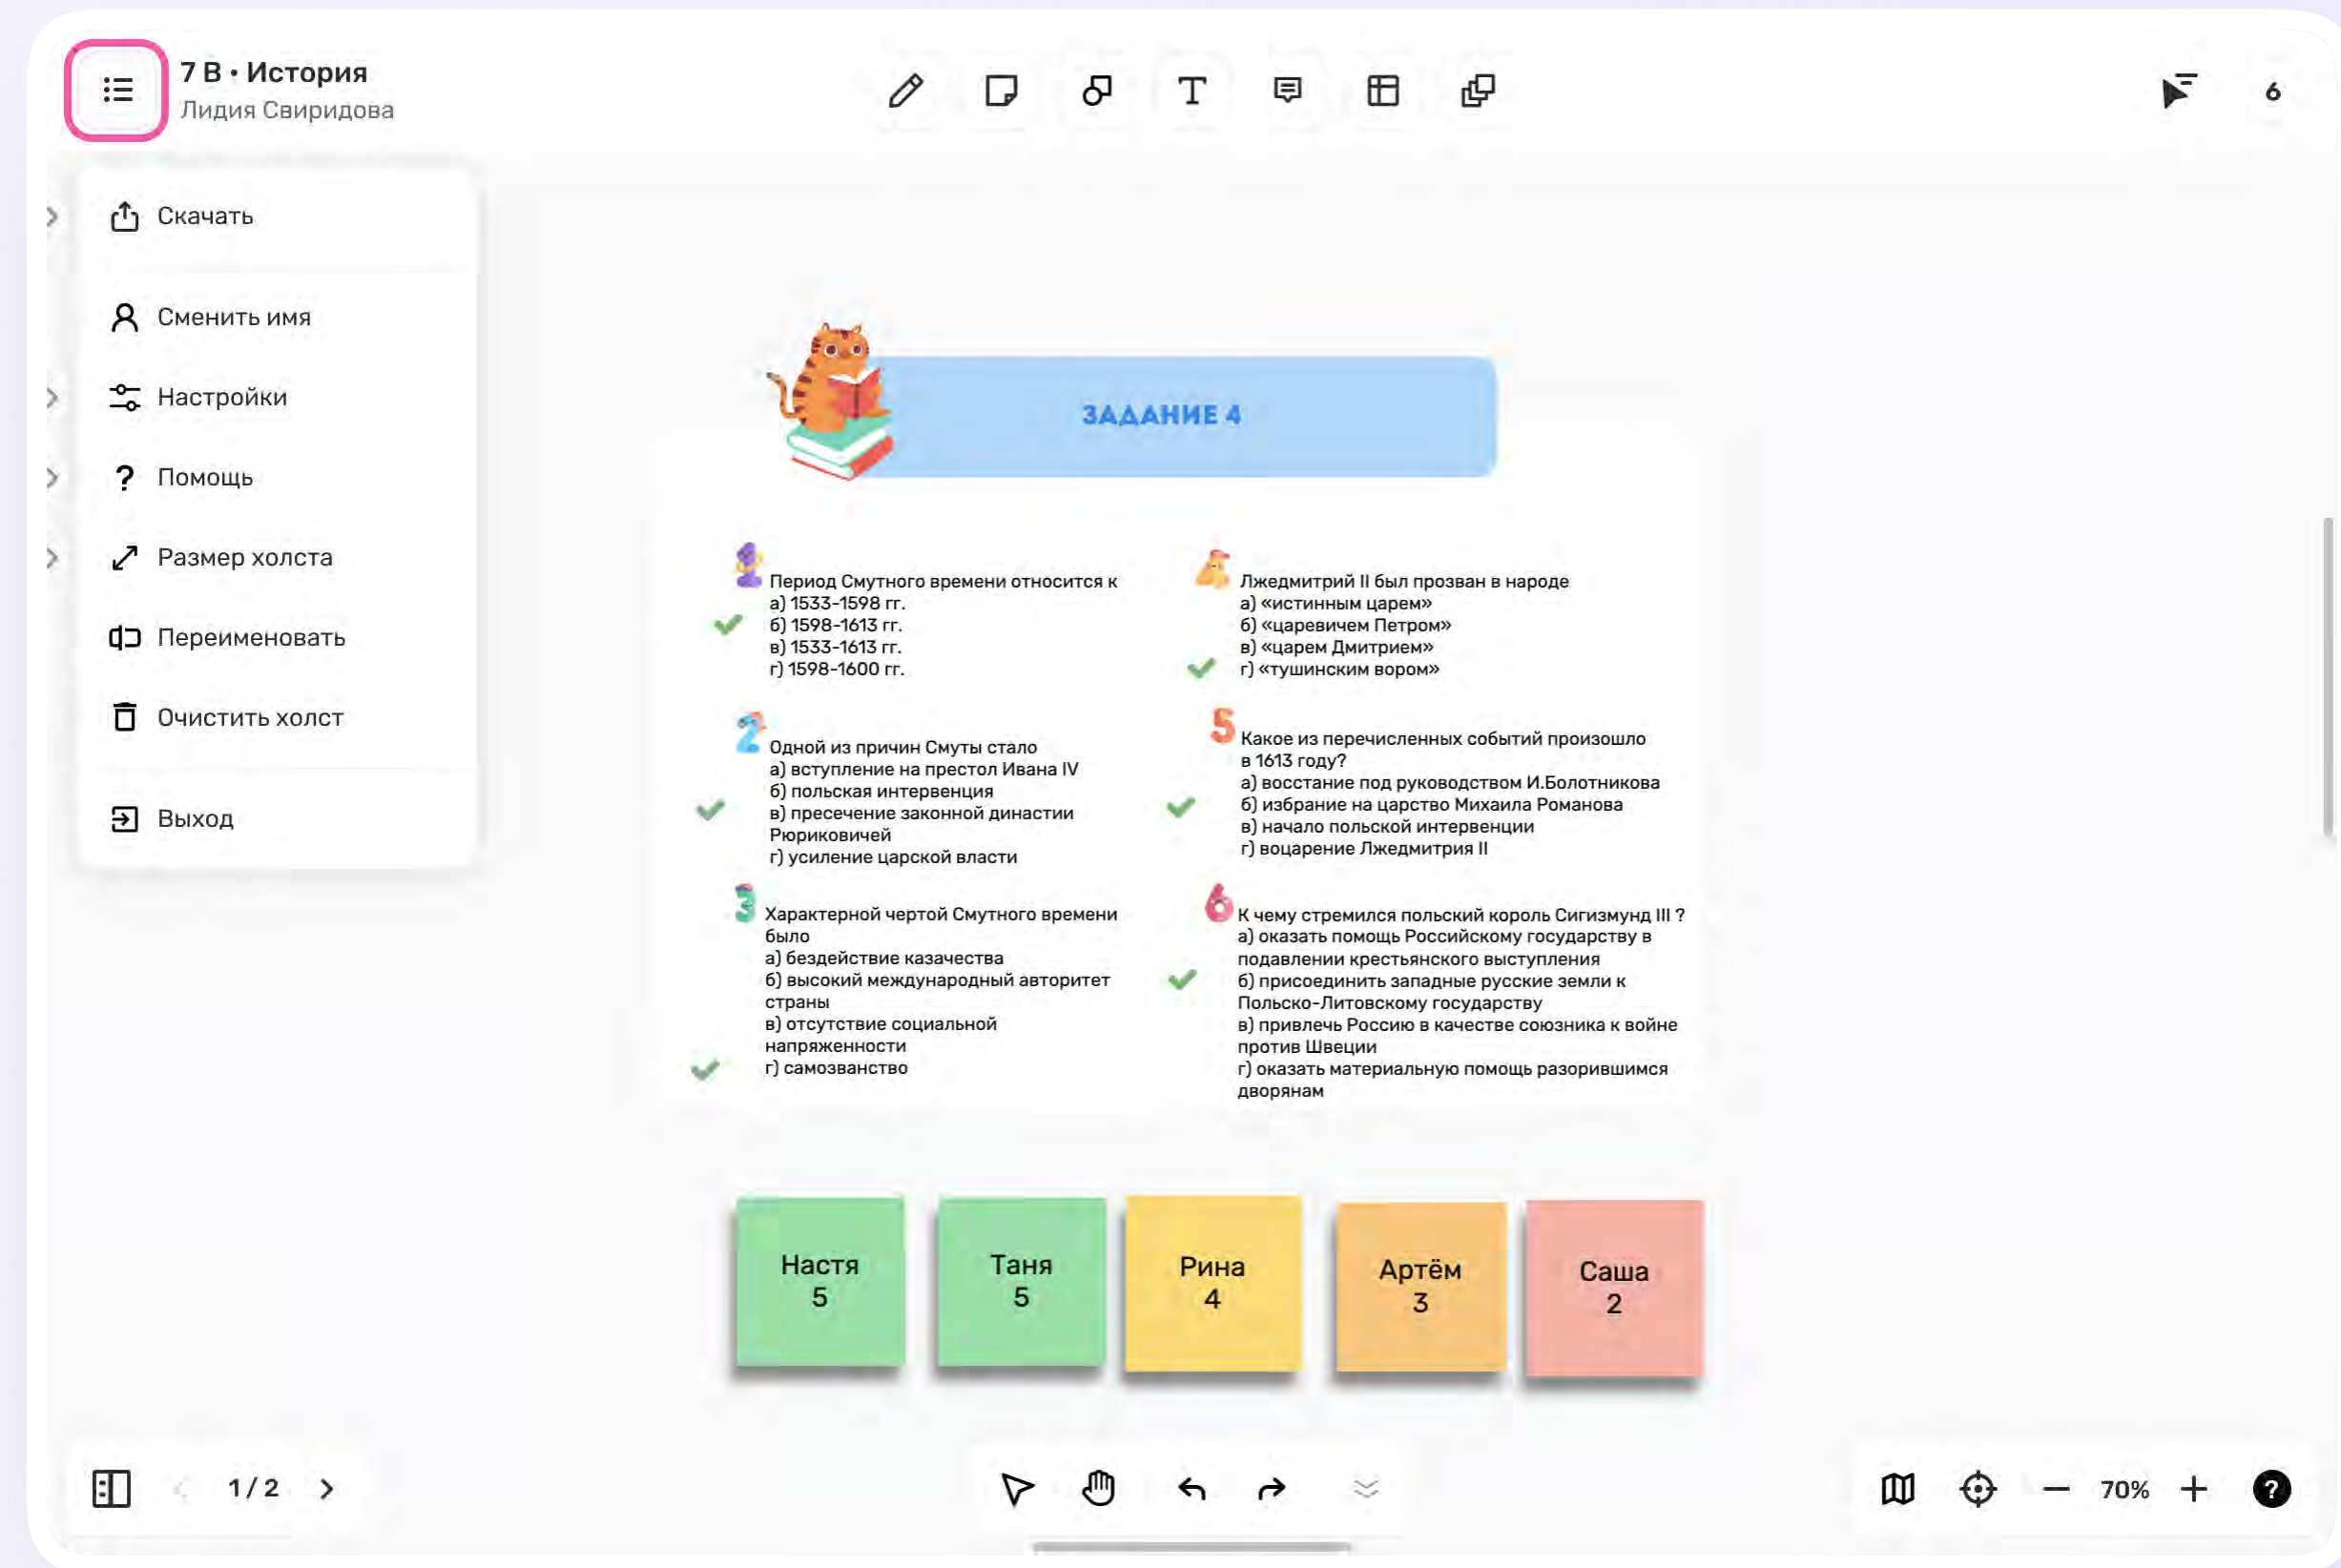 7 В • История
Лидия Свиридова
6
Скачать
Сменить имя
Настройки
Помощь
Размер холста
Переименовать
Очистить холст
Выход
ЗАДАНИЕ 4
1
Период Смутного времени относится к
а) 1533-1598 гг.
б) 1598-1613 гг.
в) 1533-1613 гг.
г) 1598-1600 гг.
2
Одной из причин Смуты стало
а) вступление на престол Ивана IV
б) польская интервенция
в) пресечение законной династии
Рюриковичей
г) усиление царской власти
3
Характерной чертой Смутного времени
было
а) бездействие казачества
б) высокий международный авторитет
страны
в) отсутствие социальной
напряженности
г) самозванство
4
Лжедмитрий II был прозван в народе
а) «истинным царем»
б) «царевичем Петром»
в) «царем Дмитрием»
г) «тушинским вором»
5
Какое из перечисленных событий произошло
в 1613 году?
а) восстание под руководством И.Болотникова
б) избрание на царство Михаила Романова
в) начало польской интервенции
г) воцарение Лжедмитрия II
6
К чему стремился польский король Сигизмунд III ?
а) оказать помощь Российскому государству в
подавлении крестьянского выступления
б) присоединить западные русские земли к
Польско-Литовскому государству
в) привлечь Россию в качестве союзника к войне
против Швеции
г) оказать материальную помощь разорившимся
дворянам
Настя
5
Таня
5
Рина
4
Артём
3
Саша
2
1 / 2
70%